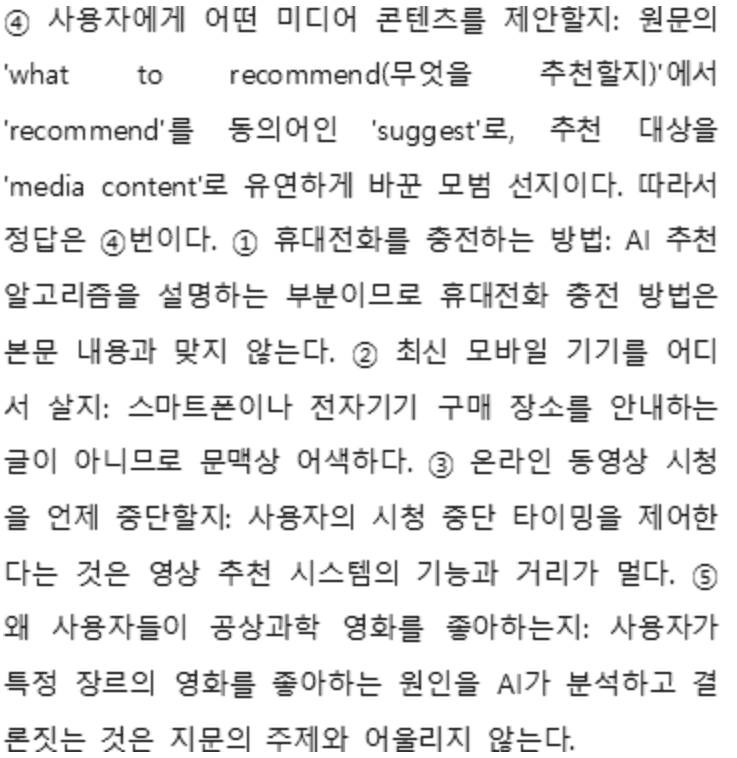 ④ 사용자에게 어떤 미디어 콘텐츠를 제안할지: 원문의
'what to recommend(무엇을 추천할지)'에서
'recommend'를 동의어인 'suggest'로, 추천 대상을
'media content'로 유연하게 바꾼 모범 선지이다. 따라서
정답은 ④번이다. ① 휴대전화를 충전하는 방법: AI 추천
알고리즘을 설명하는 부분이므로 휴대전화 충전 방법은
본문 내용과 맞지 않는다. ② 최신 모바일 기기를 어디
서 살지: 스마트폰이나 전자기기 구매 장소를 안내하는
글이 아니므로 문맥상 어색하다. ③ 온라인 동영상 시청
을 언제 중단할지: 사용자의 시청 중단 타이밍을 제어한
다는 것은 영상 추천 시스템의 기능과 거리가 멀다. ⑤
왜 사용자들이 공상과학 영화를 좋아하는지: 사용자가
특정 장르의 영화를 좋아하는 원인을 AI가 분석하고 결
론짓는 것은 지문의 주제와 어울리지 않는다.